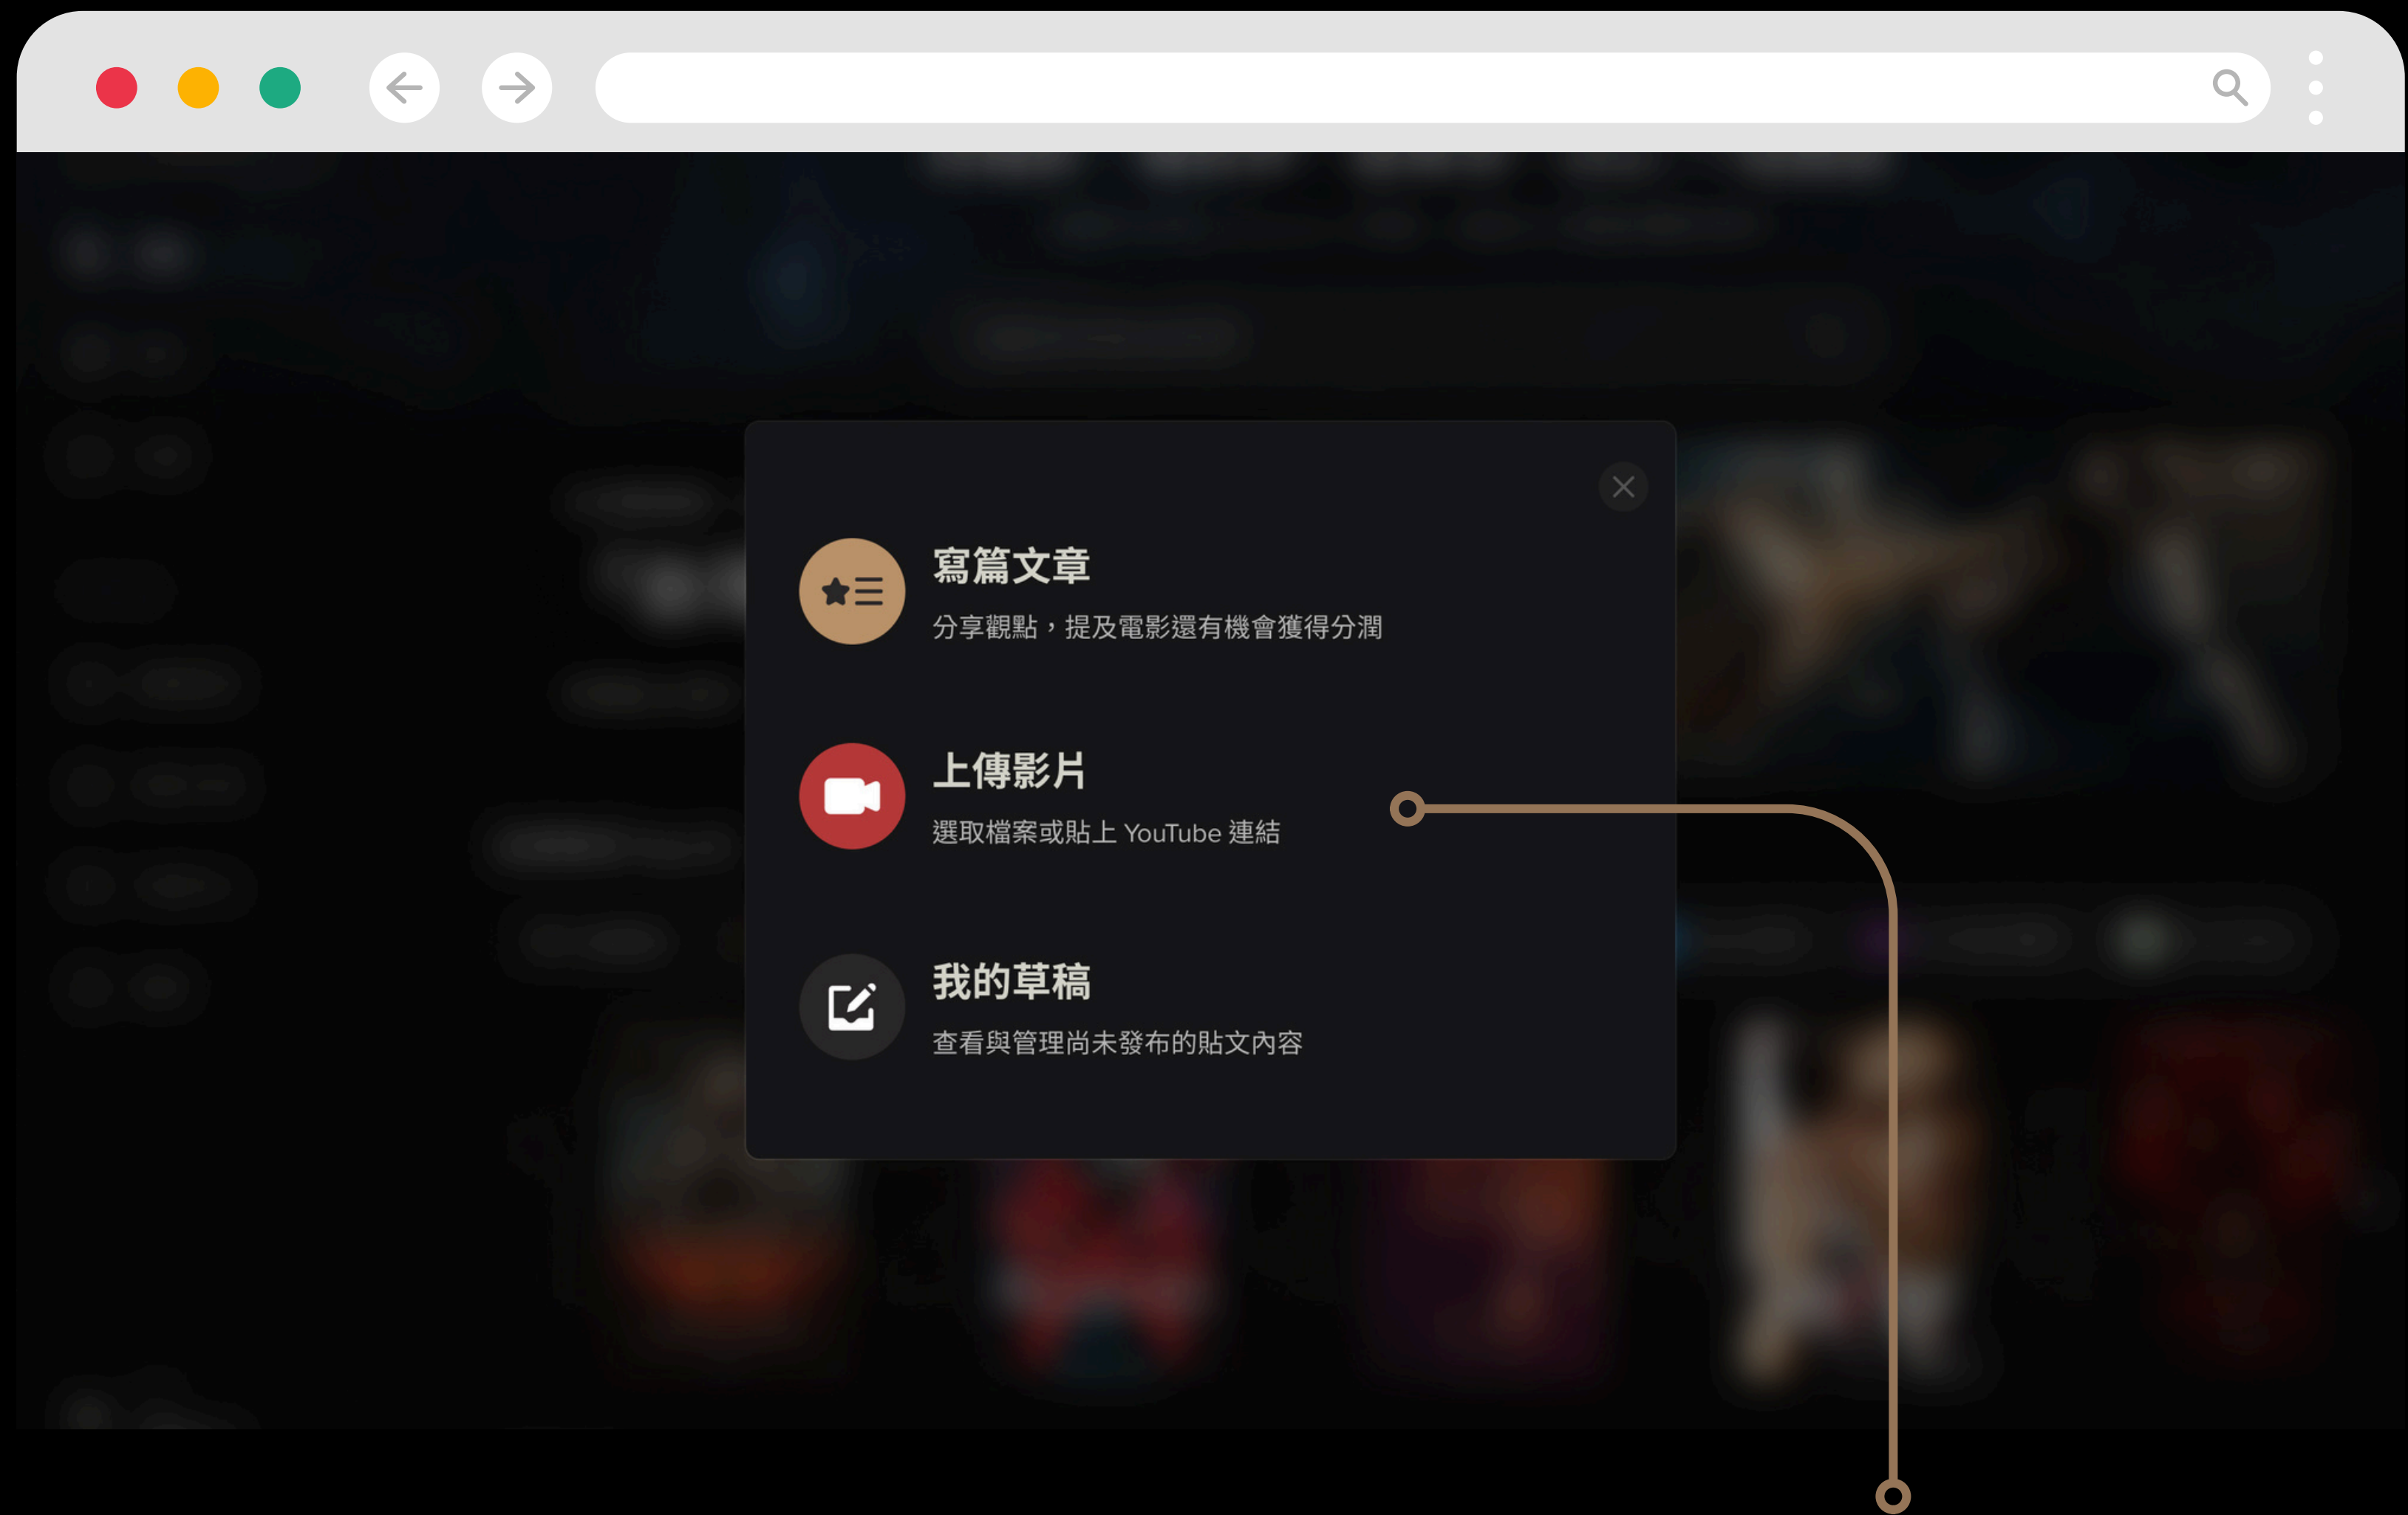 寫篇文章
分享觀點，提及電影還有機會獲得分潤
上傳影片
選取檔案或貼上 YouTube 連結
我的草稿
查看與管理尚未發布的貼文內容